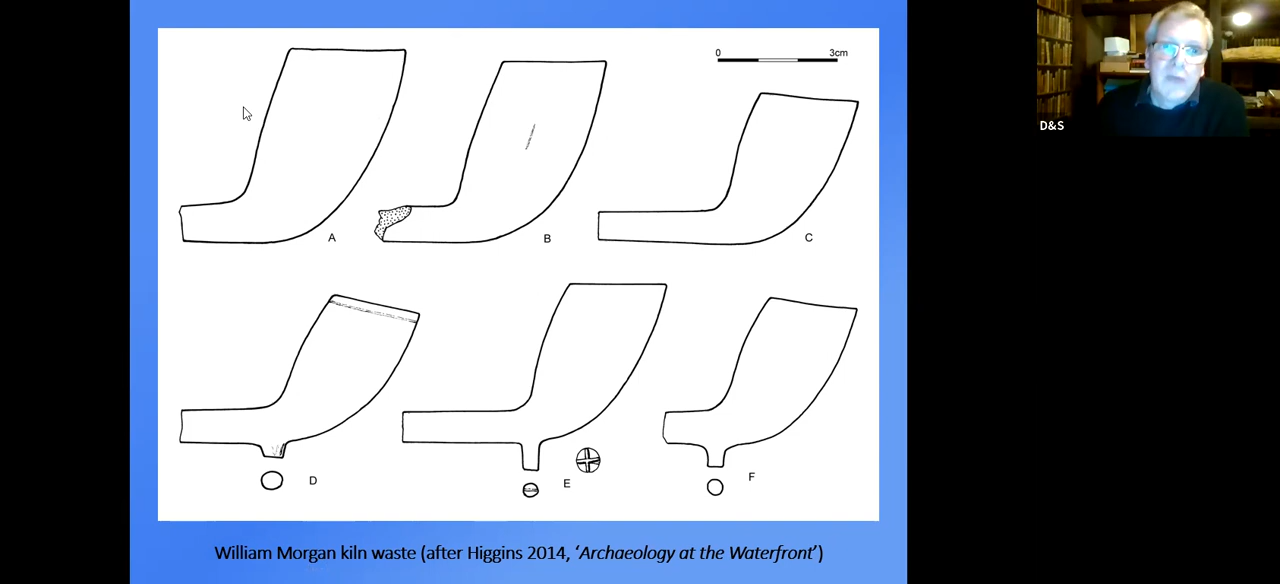 0 3cm
D&S
A
B
C
D
E
F
William Morgan kiln waste (after Higgins 2014, 'Archaeology at the Waterfront')